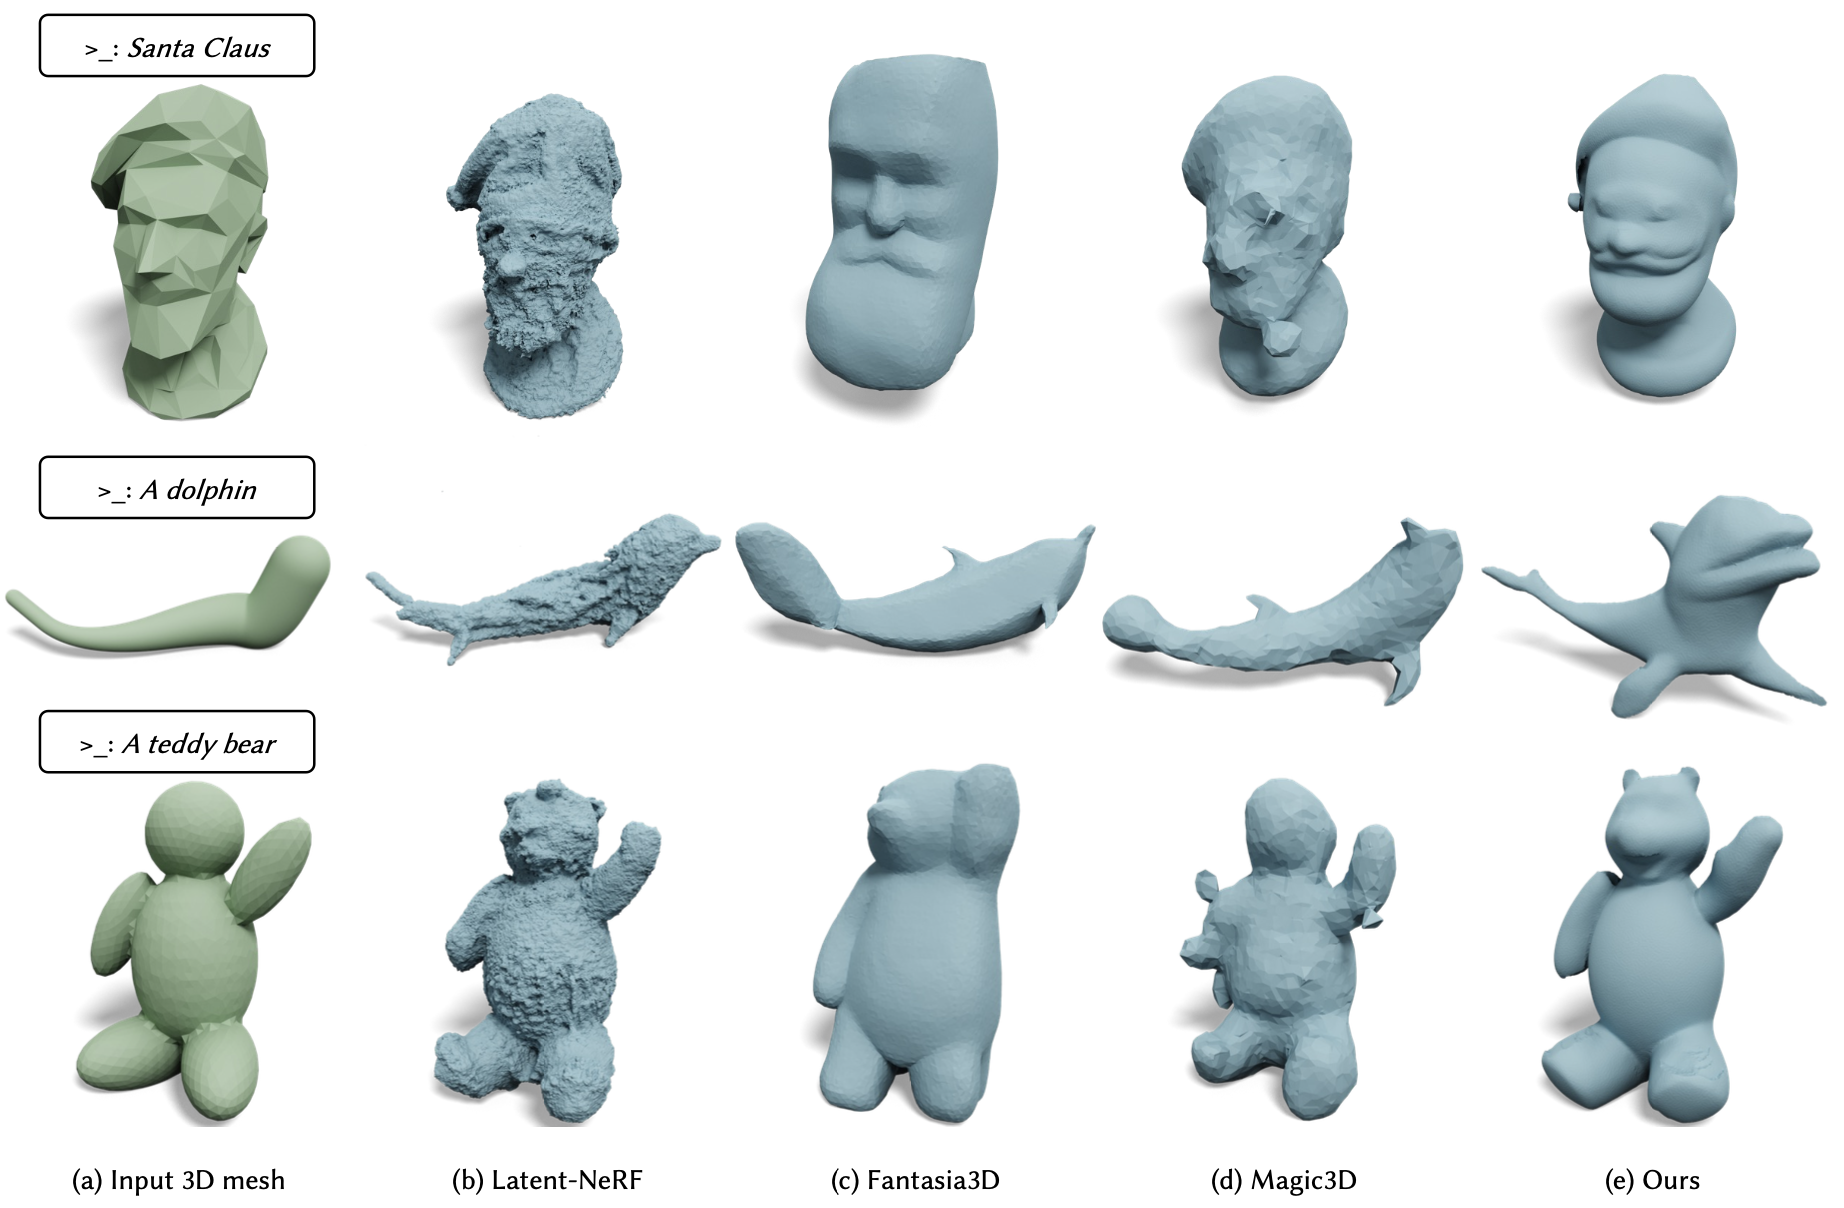 >_: Santa Claus
>_: A dolphin
>_: A teddy bear
(a) Input 3D mesh
(b) Latent-NeRF
(c) Fantasia3D
(d) Magic3D
(e) Ours